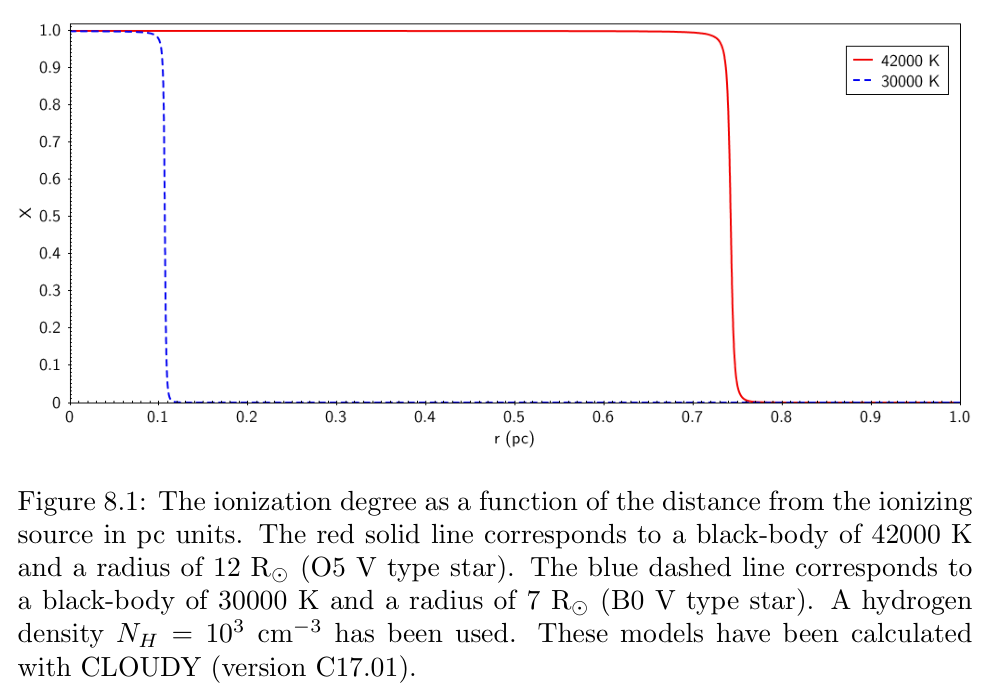 1.0
0.9
0.8
0.7
0.6
0.5
0.4
0.3
0.2
0.1
0
X
42000 K
30000 K
0 0.1 0.2 0.3 0.4 0.5 0.6 0.7 0.8 0.9 1.0
r (pc)
Figure 8.1: The ionization degree as a function of the distance from the ionizing
source in pc units. The red solid line corresponds to a black-body of 42000 K
and a radius of 12 R⊙ (O5 V type star). The blue dashed line corresponds to
a black-body of 30000 K and a radius of 7 R⊙ (B0 V type star). A hydrogen
density N_H = 10³ cm⁻³ has been used. These models have been calculated
with CLOUDY (version C17.01).